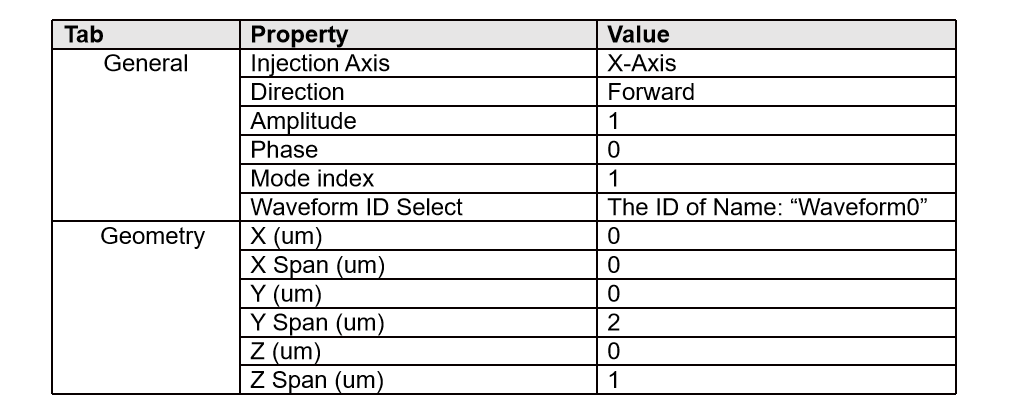 Tab Property Value
General Injection Axis X-Axis
Direction Forward
Amplitude 1
Phase 0
Mode index 1
Waveform ID Select The ID of Name: “Waveform0”
Geometry X (um) 0
X Span (um) 0
Y (um) 0
Y Span (um) 2
Z (um) 0
Z Span (um) 1